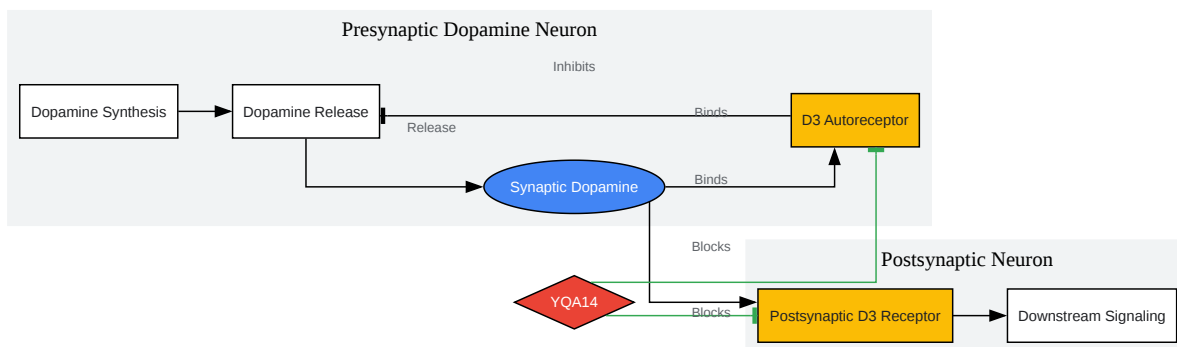 Presynaptic Dopamine Neuron
Inhibits
Dopamine Synthesis
Dopamine Release
Binds
D3 Autoreceptor
Release
Synaptic Dopamine
Binds
Blocks
Postsynaptic Neuron
YQA14
Blocks
Postsynaptic D3 Receptor
Downstream Signaling